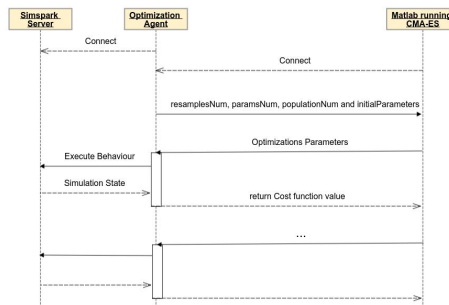 Simspark
Server
Optimization
Agent
Matlab running
CMA-ES
Connect
Connect
resamplesNum, paramsNum, populationNum and initialParameters
Optimizations Parameters
Execute Behaviour
Simulation State
return Cost function value
...